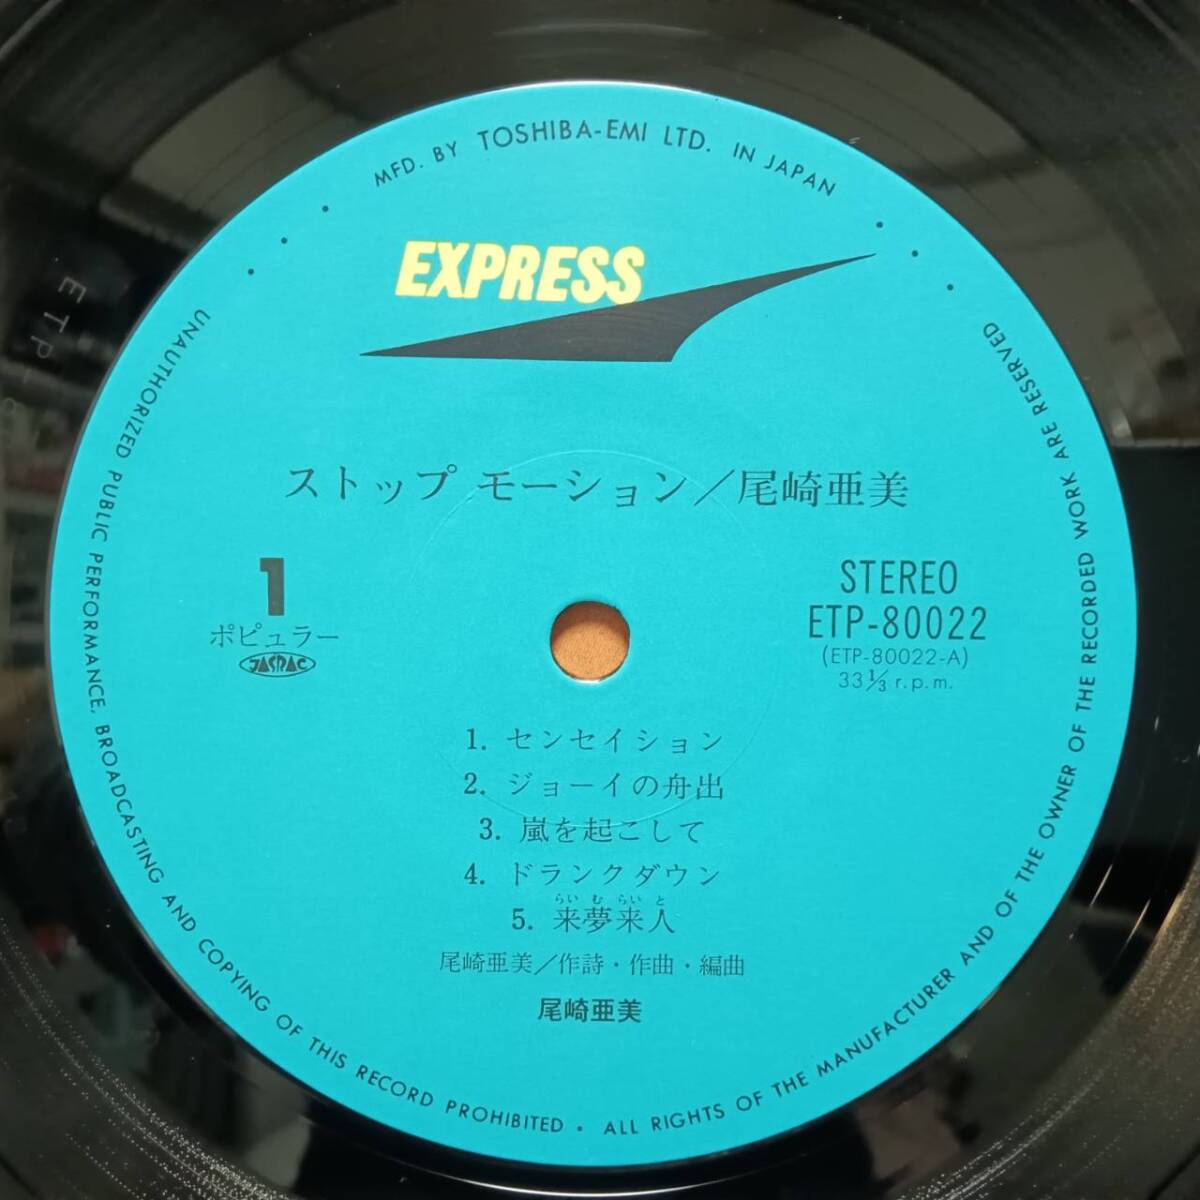 MFD. BY TOSHIBA-EMI LTD. IN JAPAN
EXPRESS
ストップ モーション／尾崎亜美
1
ポピュラー
JASRAC
STEREO
ETP-80022
(ETP-80022-A)
33⅓ r.p.m.
1. センセイション
2. ジョーイの舟出
3. 嵐を起こして
4. ドランクダウン
らい む らい と
5. 来夢来人
尾崎亜美／作詩・作曲・編曲
尾崎亜美
UNAUTHORIZED PUBLIC PERFORMANCE, BROADCASTING AND COPYING OF THIS RECORD PROHIBITED • ALL RIGHTS OF THE MANUFACTURER AND OF THE OWNER OF THE RECORDED WORK ARE RESERVED
ETP